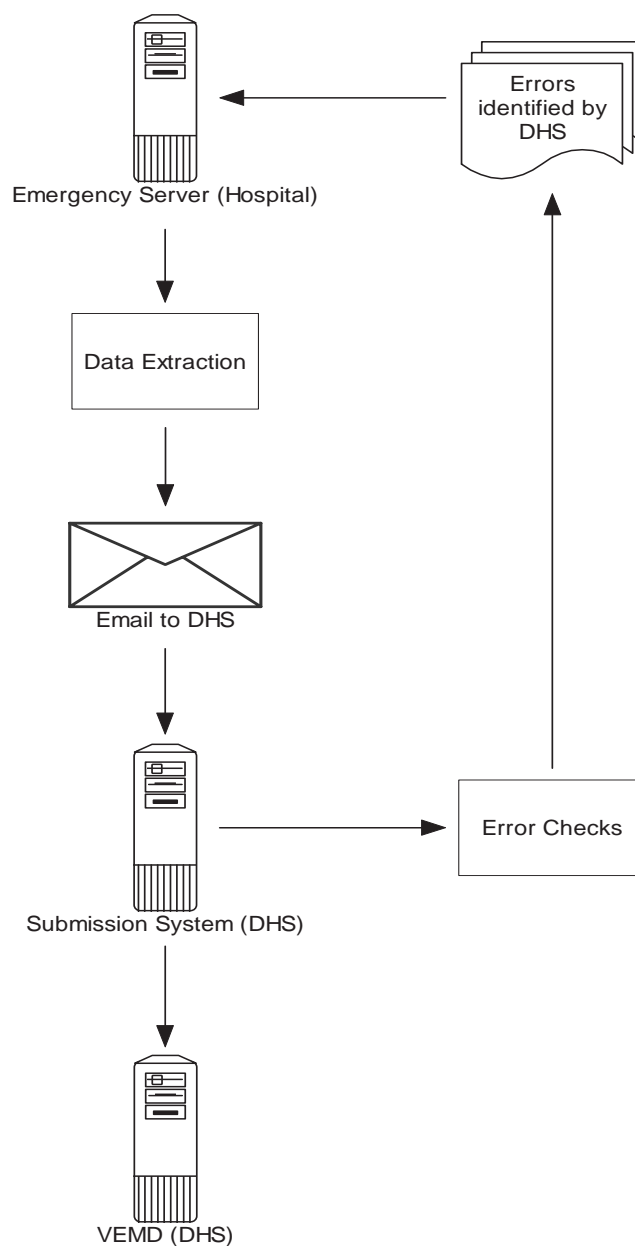 Errors
identified by
DHS
Emergency Server (Hospital)
Data Extraction
Email to DHS
Submission System (DHS)
Error Checks
VEMD (DHS)